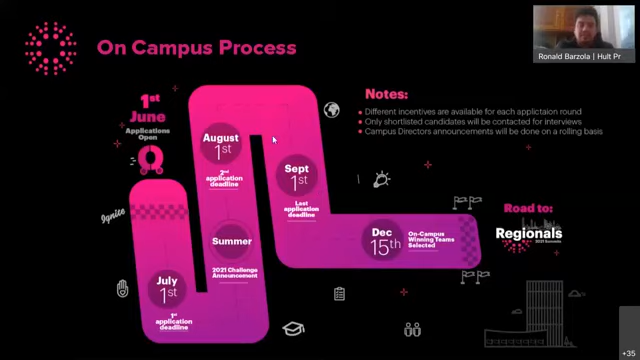 On Campus Process
Ronald Barzola | Hult Pr
1st
June
Applications
Open
Ignite
July
1st
1st
application
deadline
Summer
2021 Challenge
Announcement
August
1st
2nd
application
deadline
Sept
1st
Last
application
deadline
Dec
15th
On-Campus
Winning Teams
Selected
Notes:
Different incentives are available for each applictaion round
Only shortlisted candidates will be contacted for interviews
Campus Directors announcements will be done on a rolling basis
Road to:
Regionals
2021 Summits
+35